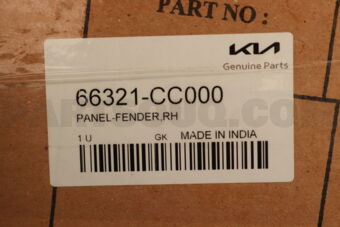 PART NO :
KIA
Genuine Parts
66321-CC000
PANEL-FENDER,RH
1 U GK MADE IN INDIA